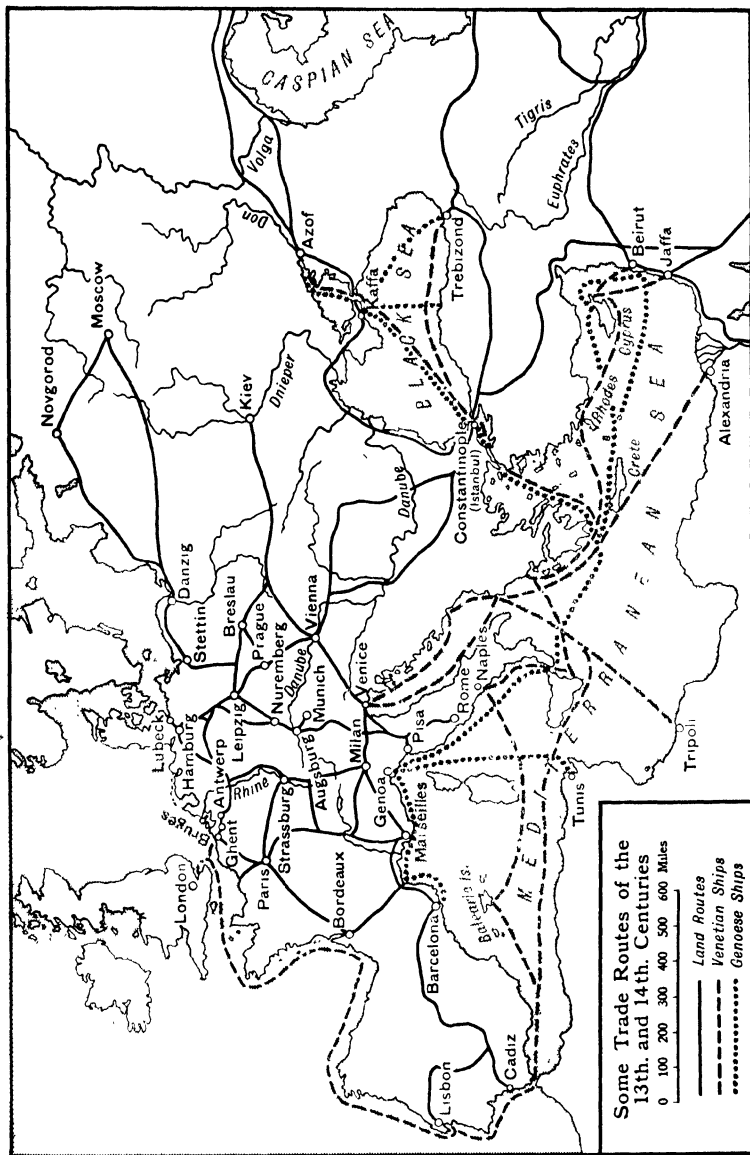 Some Trade Routes of the
13th. and 14th. Centuries
0 100 200 300 400 500 600 Miles
Land Routes
Venetian Ships
Genoese Ships
CASPIAN SEA
Volga
Don
Azof
Tigris
Euphrates
Moscow
Novgorod
Kiev
Dnieper
Kaffa
BLACK SEA
Trebizond
Beirut
Jaffa
Cyprus
Rhodes
Crete
Alexandria
Constantinople
(Istanbul)
Danube
Danzig
Stettin
Breslau
Prague
Vienna
Lubeck
Hamburg
Leipzig
Nuremberg
Danube
Munich
Augsburg
Venice
Milan
Rome
Naples
Pisa
Genoa
Antwerp
Bruges
Ghent
Rhine
Strassburg
London
Paris
Bordeaux
Marseilles
Barcelona
Balearic Is.
MEDITERRANEAN SEA
Tunis
Tripoli
Lisbon
Cadiz